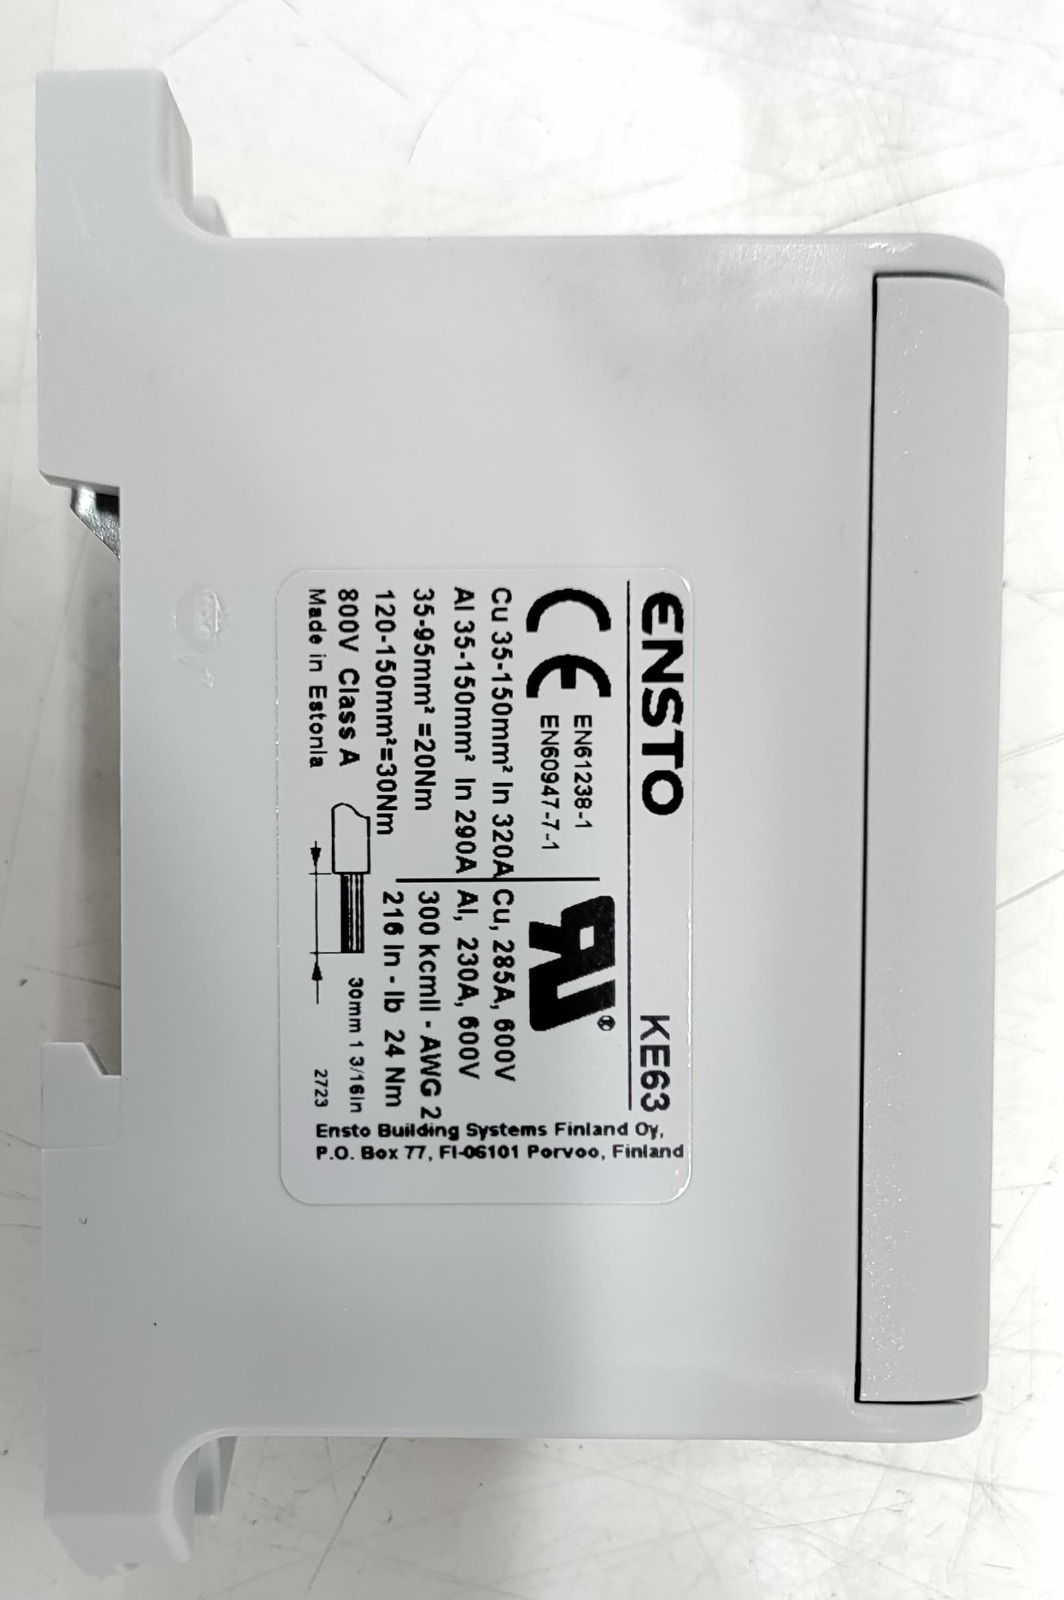 ENSTO KE63
CE EN61238-1
EN60947-7-1
Cu 35-150mm² In 320A
Al 35-150mm² In 290A
35-95mm² =20Nm
120-150mm²=30Nm
800V Class A
Made in Estonia
®
Cu, 285A, 600V
Al, 230A, 600V
300 kcmil - AWG 2
216 In - lb 24 Nm
30mm 1 3/16in
2723
Ensto Building Systems Finland Oy,
P.O. Box 77, FI-06101 Porvoo, Finland